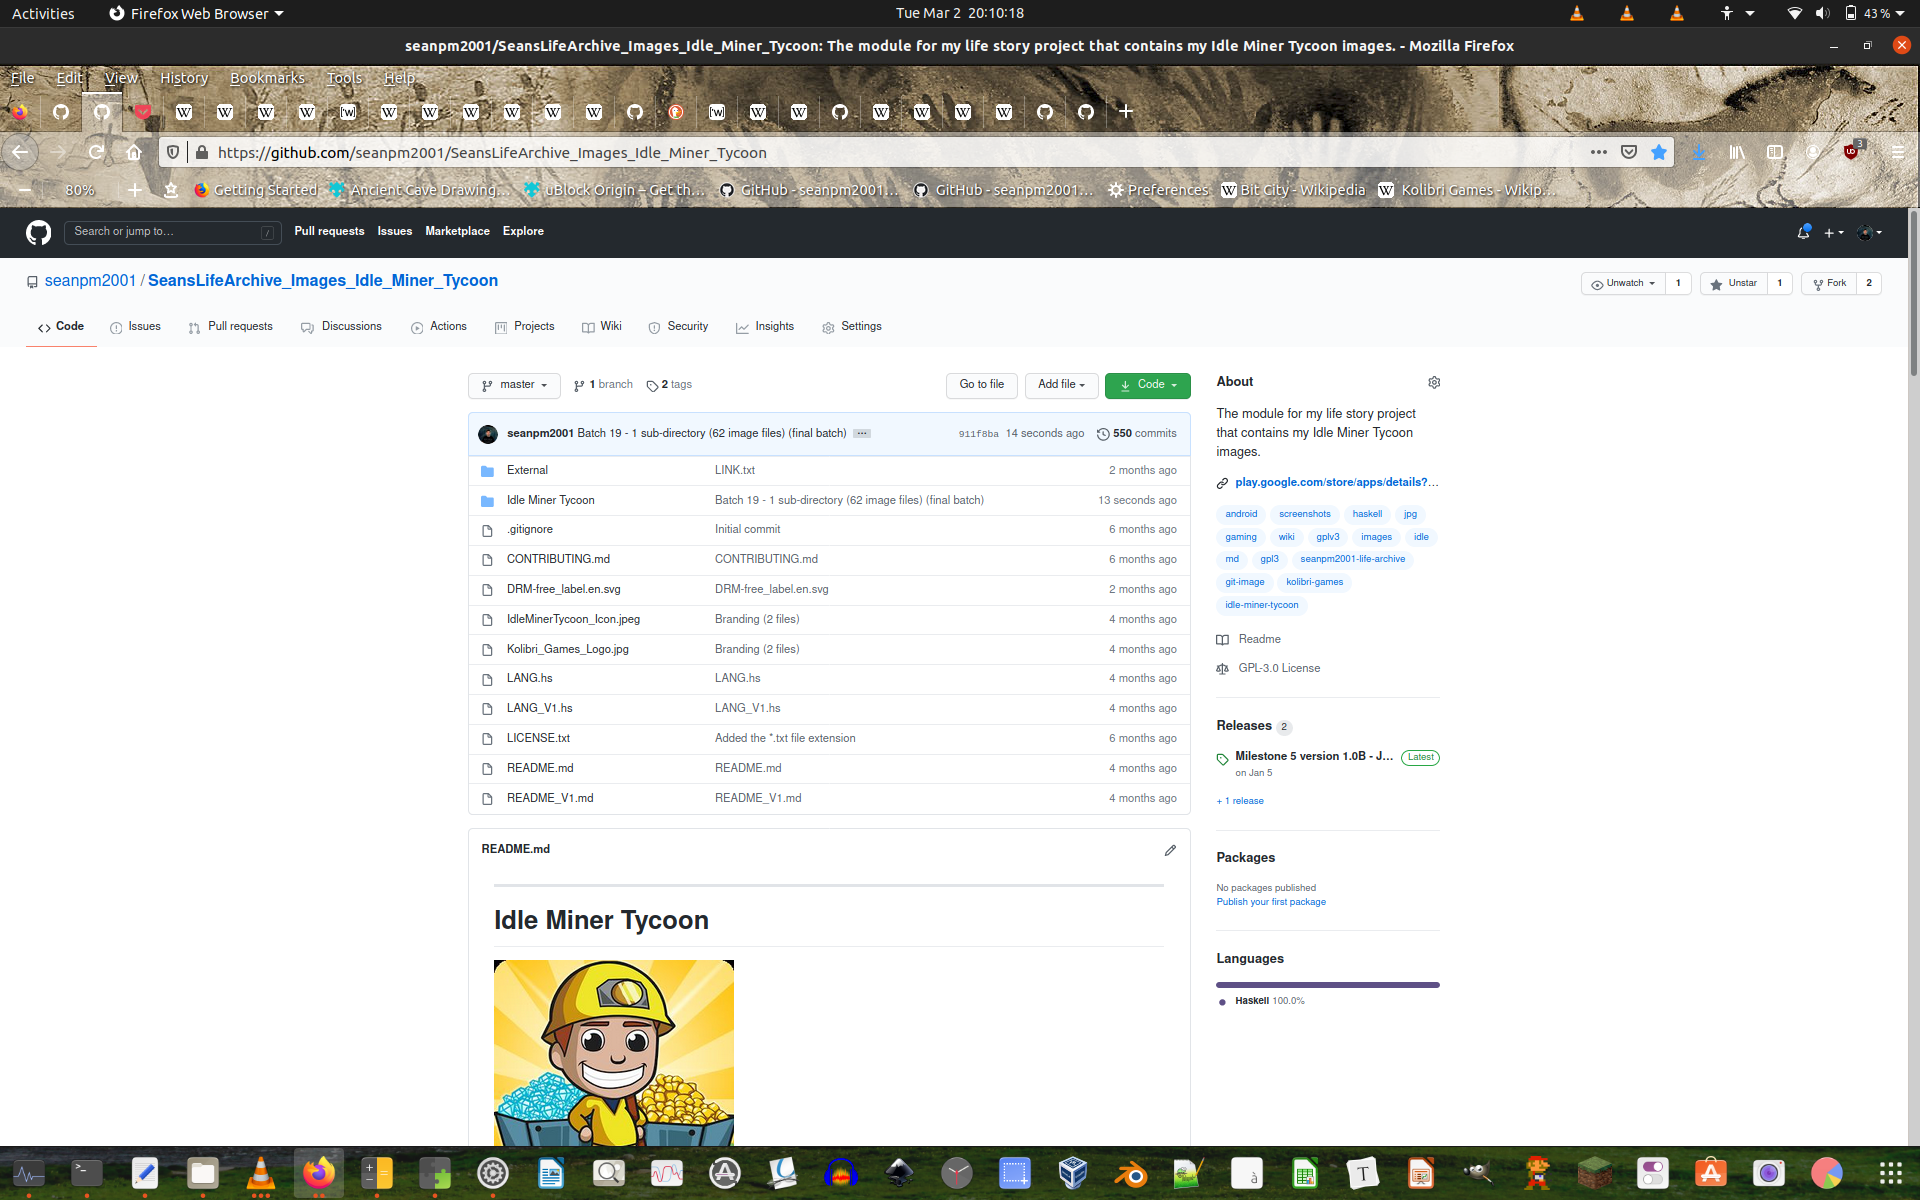 Activities Firefox Web Browser Tue Mar 2 20:10:18 43 %
seanpm2001/SeansLifeArchive_Images_Idle_Miner_Tycoon: The module for my life story project that contains my Idle Miner Tycoon images. - Mozilla Firefox
File Edit View History Bookmarks Tools Help
https://github.com/seanpm2001/SeansLifeArchive_Images_Idle_Miner_Tycoon 3
80% Getting Started Ancient Cave Drawing… uBlock Origin – Get th… GitHub - seanpm2001… GitHub - seanpm2001… Preferences Bit City - Wikipedia Kolibri Games - Wikip…
Search or jump to… / Pull requests Issues Marketplace Explore
seanpm2001 / SeansLifeArchive_Images_Idle_Miner_Tycoon Unwatch 1 Unstar 1 Fork 2
Code Issues Pull requests Discussions Actions Projects Wiki Security Insights Settings
master 1 branch 2 tags Go to file Add file Code
seanpm2001 Batch 19 - 1 sub-directory (62 image files) (final batch) 911f8ba 14 seconds ago 550 commits
External LINK.txt 2 months ago
Idle Miner Tycoon Batch 19 - 1 sub-directory (62 image files) (final batch) 13 seconds ago
.gitignore Initial commit 6 months ago
CONTRIBUTING.md CONTRIBUTING.md 6 months ago
DRM-free_label.en.svg DRM-free_label.en.svg 2 months ago
IdleMinerTycoon_Icon.jpeg Branding (2 files) 4 months ago
Kolibri_Games_Logo.jpg Branding (2 files) 4 months ago
LANG.hs LANG.hs 4 months ago
LANG_V1.hs LANG_V1.hs 4 months ago
LICENSE.txt Added the *.txt file extension 6 months ago
README.md README.md 4 months ago
README_V1.md README_V1.md 4 months ago
README.md
Idle Miner Tycoon
About
The module for my life story project
that contains my Idle Miner Tycoon
images.
play.google.com/store/apps/details?…
android screenshots haskell jpg
gaming wiki gplv3 images idle
md gpl3 seanpm2001-life-archive
git-image kolibri-games
idle-miner-tycoon
Readme
GPL-3.0 License
Releases 2
Milestone 5 version 1.0B - J… Latest
on Jan 5
+ 1 release
Packages
No packages published
Publish your first package
Languages
Haskell 100.0%